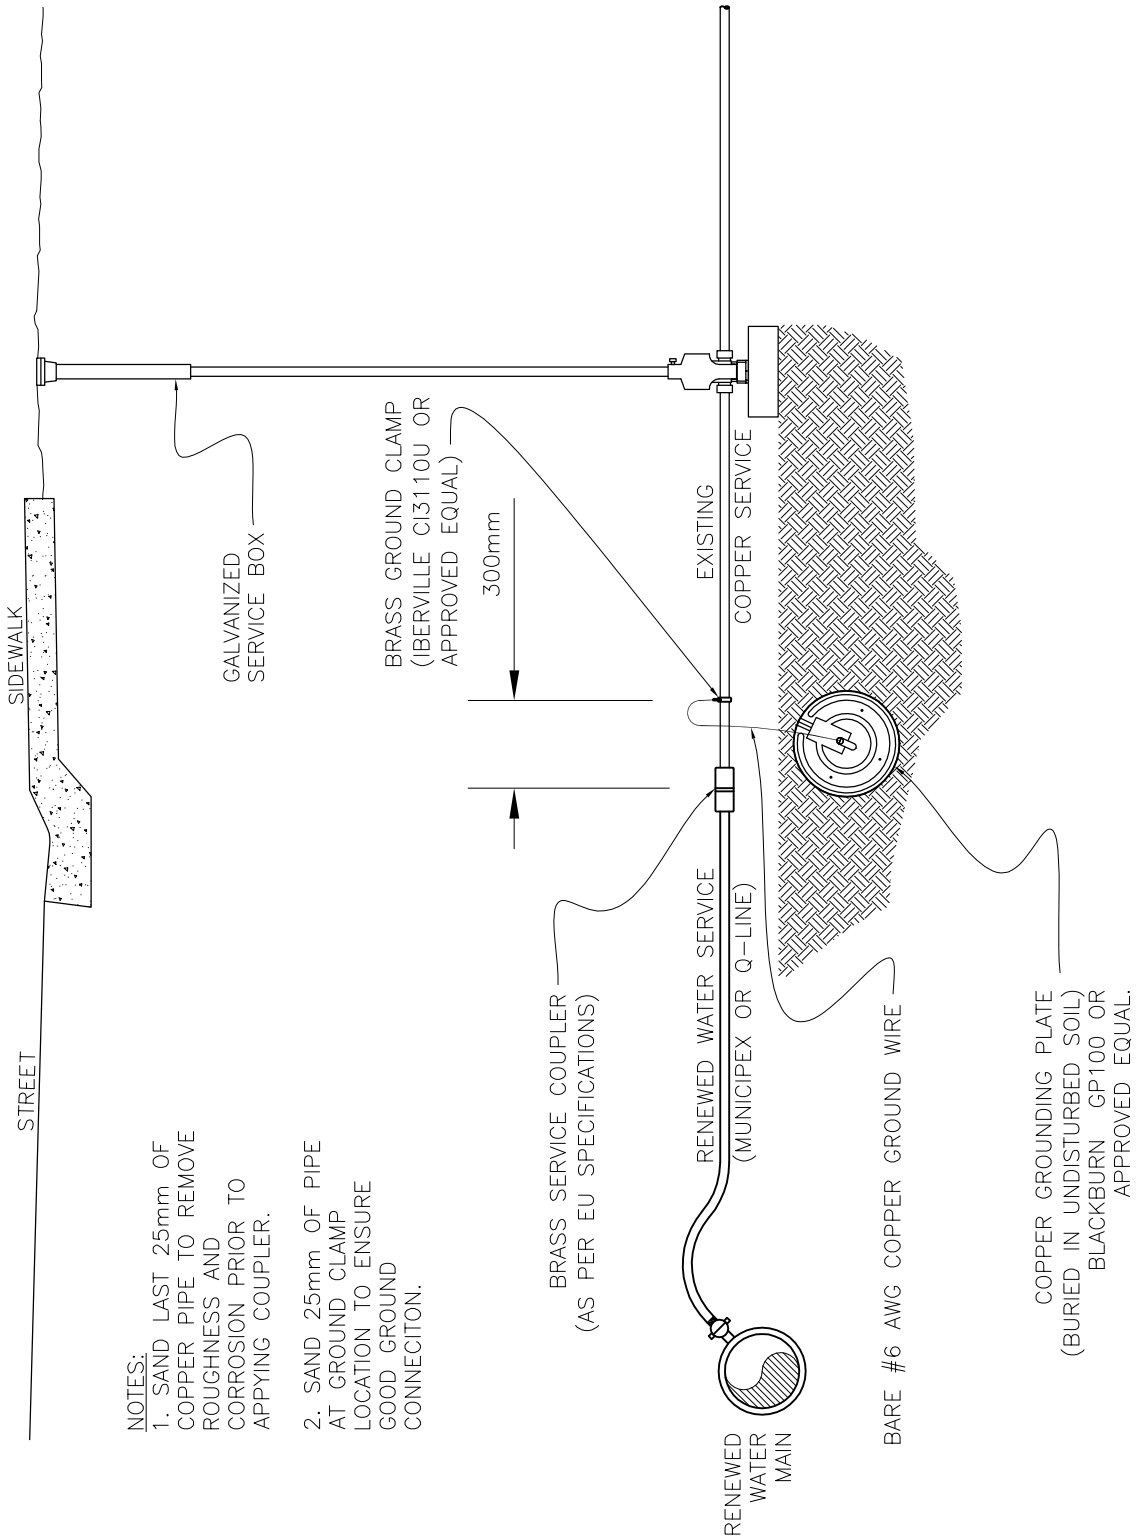 STREET
SIDEWALK
NOTES:
1. SAND LAST 25mm OF
COPPER PIPE TO REMOVE
ROUGHNESS AND
CORROSION PRIOR TO
APPYING COUPLER.
2. SAND 25mm OF PIPE
AT GROUND CLAMP
LOCATION TO ENSURE
GOOD GROUND
CONNECITON.
GALVANIZED
SERVICE BOX
BRASS GROUND CLAMP
(IBERVILLE CI3110U OR
APPROVED EQUAL)
300mm
BRASS SERVICE COUPLER
(AS PER EU SPECIFICATIONS)
RENEWED WATER SERVICE
(MUNICIPEX OR Q-LINE)
EXISTING
COPPER SERVICE
RENEWED
WATER
MAIN
BARE #6 AWG COPPER GROUND WIRE
COPPER GROUNDING PLATE
(BURIED IN UNDISTURBED SOIL)
BLACKBURN GP100 OR
APPROVED EQUAL.